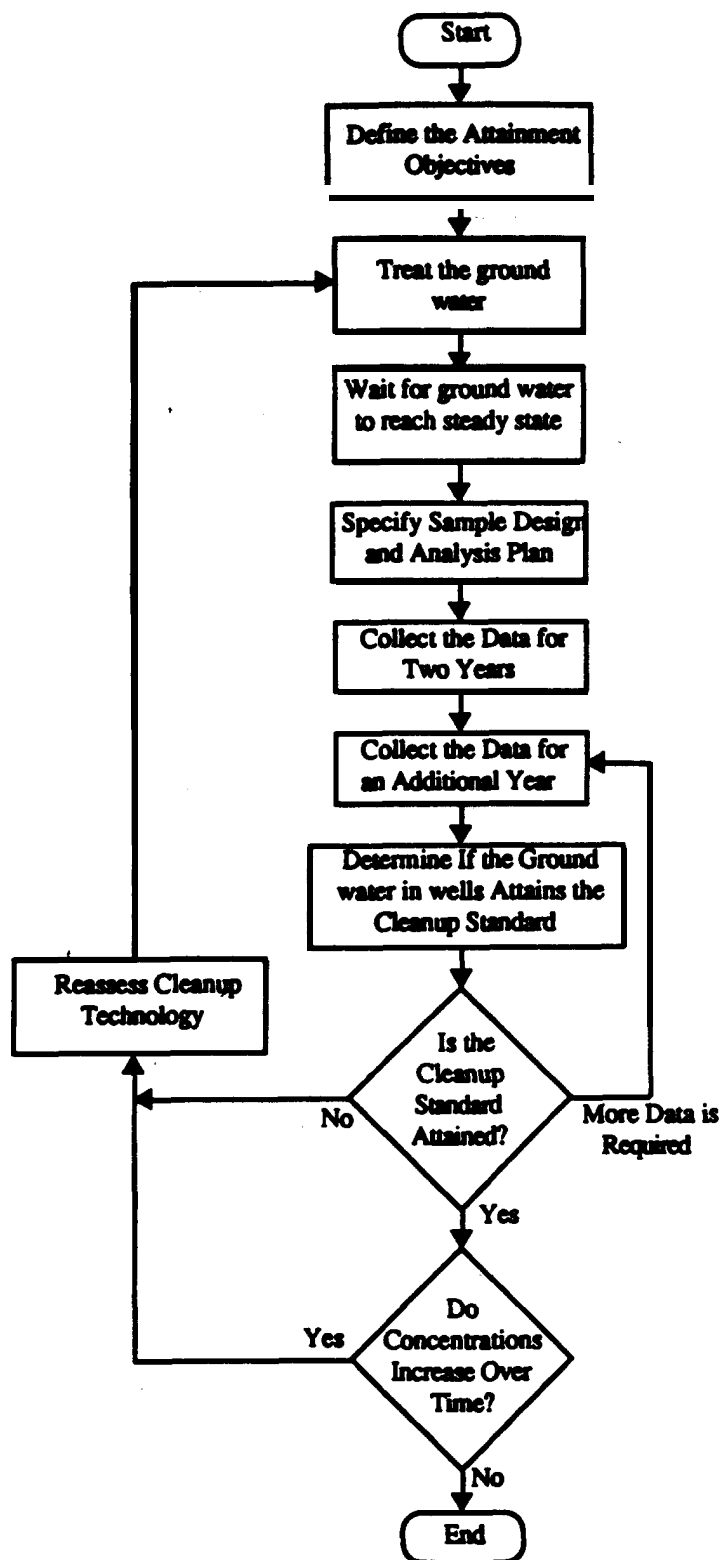 Start
Define the Attainment
Objectives
Treat the ground
water
Wait for ground water
to reach steady state
Specify Sample Design
and Analysis Plan
Collect the Data for
Two Years
Collect the Data for
an Additional Year
Determine If the Ground
water in wells Attains the
Cleanup Standard
Reassess Cleanup
Technology
Is the
Cleanup
Standard
Attained?
No
More Data is
Required
Yes
Do
Concentrations
Increase Over
Time?
Yes
No
End